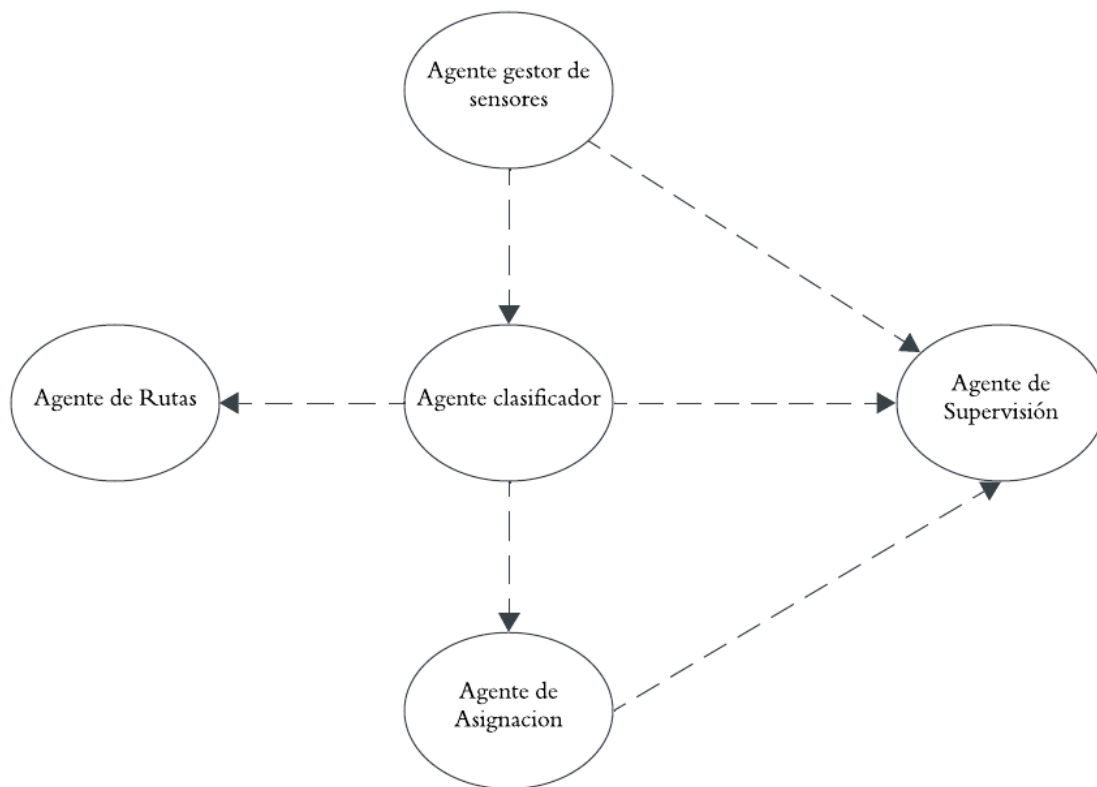 Agente gestor de
sensores
Agente de Rutas
Agente clasificador
Agente de
Supervisión
Agente de
Asignacion